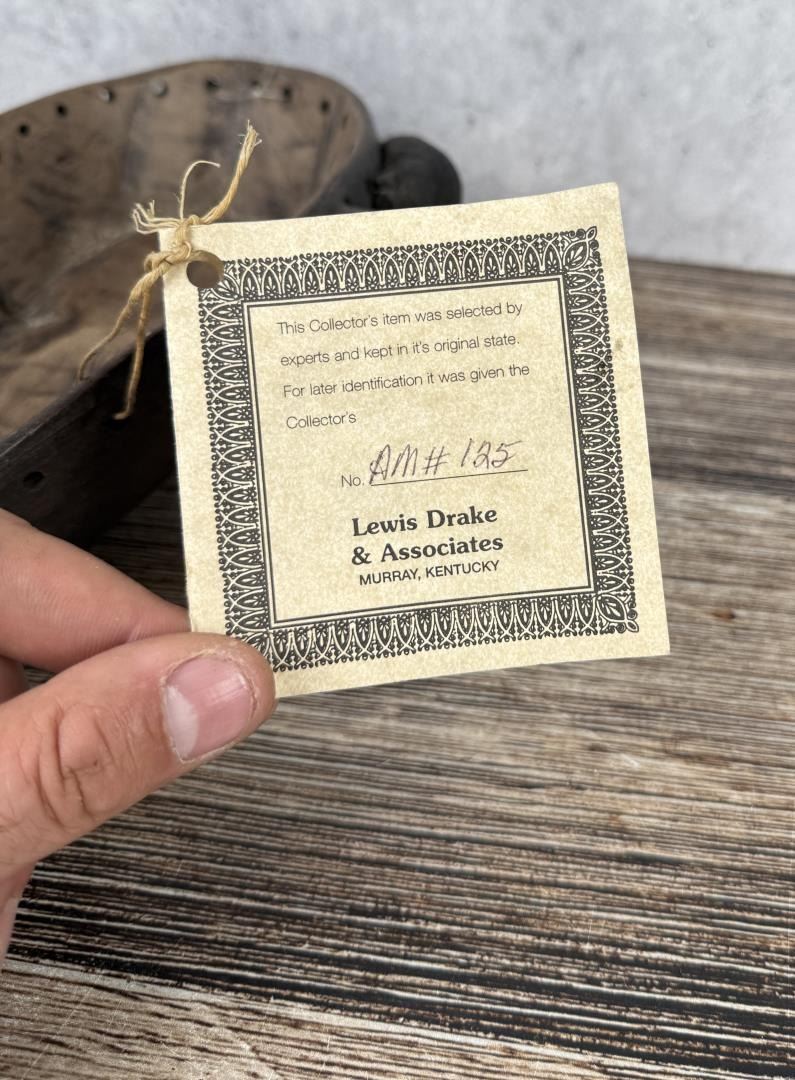 This Collector's item was selected by
experts and kept in it's original state.
For later identification it was given the
Collector's
No. AM# 125
Lewis Drake
& Associates
MURRAY, KENTUCKY